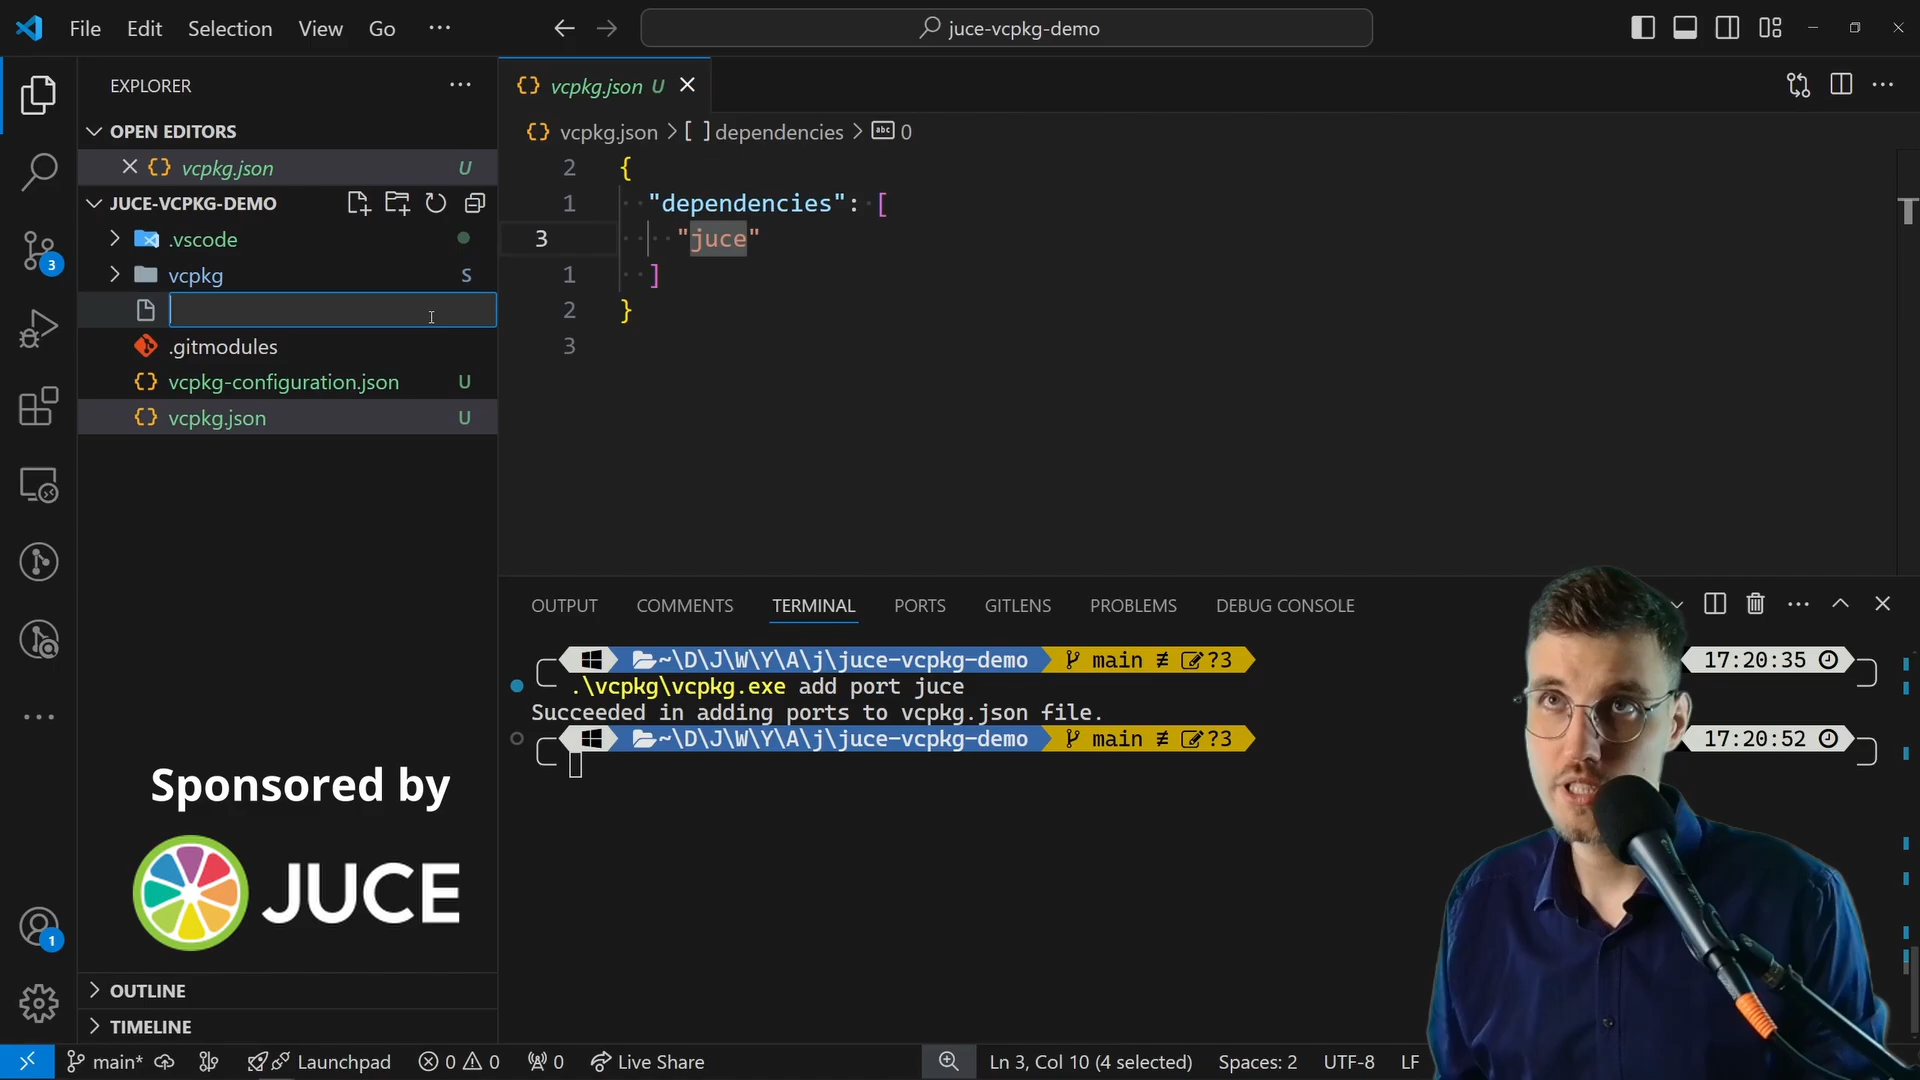 File Edit Selection View Go ···
juce-vcpkg-demo
EXPLORER
OPEN EDITORS
vcpkg.json U
JUCE-VCPKG-DEMO
.vscode
vcpkg S
.gitmodules
vcpkg-configuration.json U
vcpkg.json U
OUTLINE
TIMELINE
3
1
vcpkg.json U
vcpkg.json > [ ] dependencies > abc 0
2 {
1 "dependencies": [
3 "juce"
1 ]
2 }
3
OUTPUT COMMENTS TERMINAL PORTS GITLENS PROBLEMS DEBUG CONSOLE
~\D\J\W\Y\A\j\juce-vcpkg-demo main ≢ ?3 17:20:35
.\vcpkg\vcpkg.exe add port juce
Succeeded in adding ports to vcpkg.json file.
~\D\J\W\Y\A\j\juce-vcpkg-demo main ≢ ?3 17:20:52
Sponsored by
JUCE
main* Launchpad 0 0 0 Live Share Ln 3, Col 10 (4 selected) Spaces: 2 UTF-8 LF